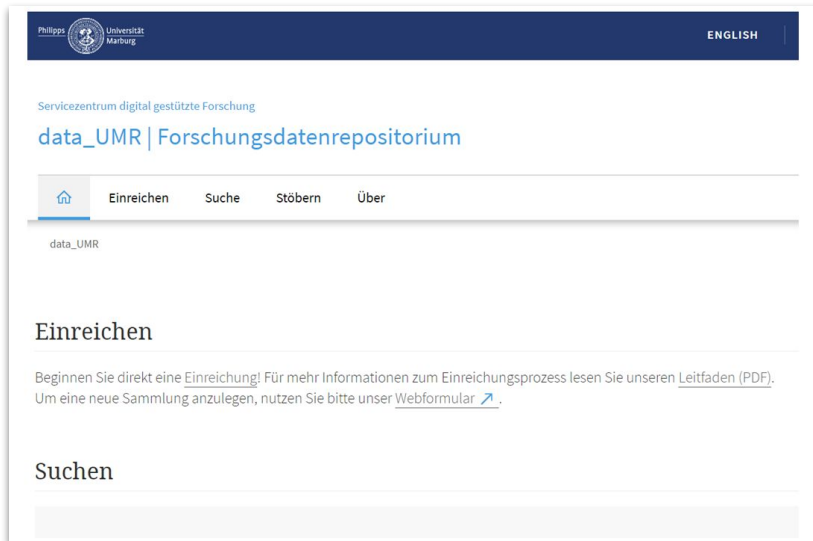 Philipps Universität
Marburg
ENGLISH
Servicezentrum digital gestützte Forschung
data_UMR | Forschungsdatenrepositorium
Einreichen Suche Stöbern Über
data_UMR
Einreichen
Beginnen Sie direkt eine Einreichung! Für mehr Informationen zum Einreichungsprozess lesen Sie unseren Leitfaden (PDF).
Um eine neue Sammlung anzulegen, nutzen Sie bitte unser Webformular ↗ .
Suchen